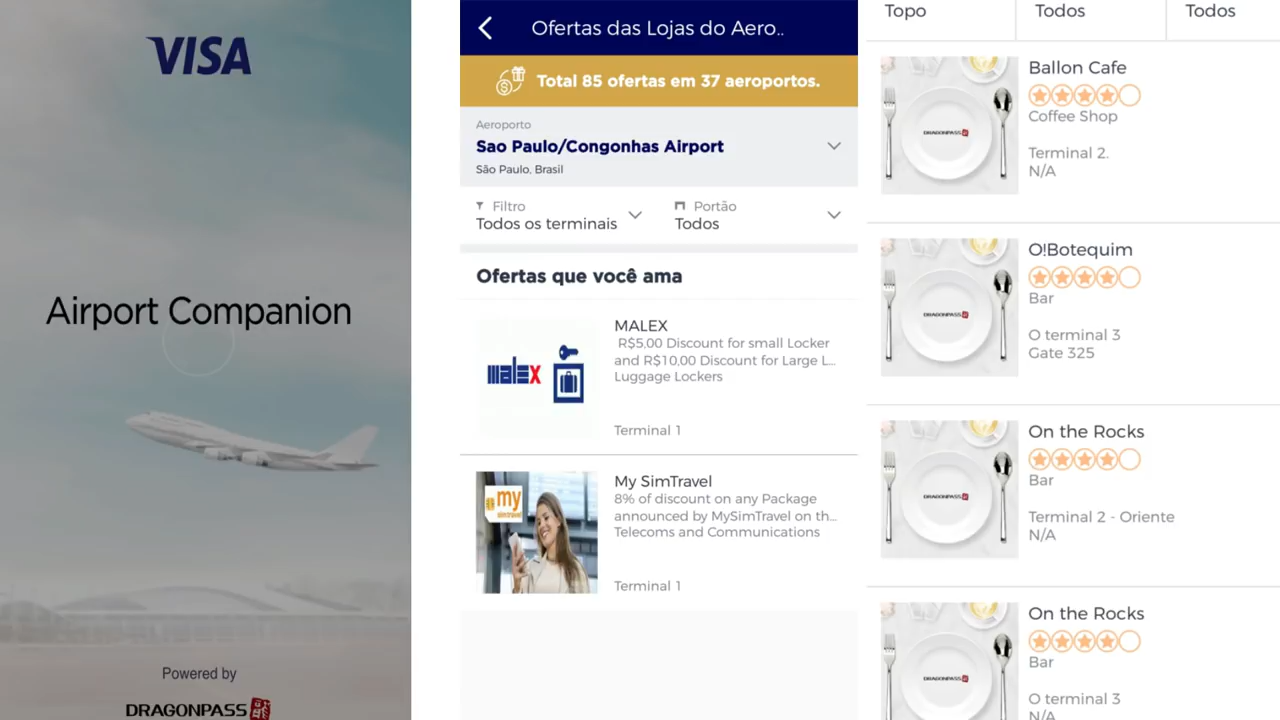 VISA
Airport Companion
Powered by
DRAGONPASS
Ofertas das Lojas do Aero..
Total 85 ofertas em 37 aeroportos.
Aeroporto
Sao Paulo/Congonhas Airport
São Paulo, Brasil
Filtro
Todos os terminais
Portão
Todos
Ofertas que você ama
malex
MALEX
R$5,00 Discount for small Locker
and R$10,00 Discount for Large L...
Luggage Lockers
Terminal 1
my
simtravel
My SimTravel
8% of discount on any Package
announced by MySimTravel on th...
Telecoms and Communications
Terminal 1
Topo
Todos
Todos
DRAGONPASS
Ballon Cafe
Coffee Shop
Terminal 2.
N/A
DRAGONPASS
O!Botequim
Bar
O terminal 3
Gate 325
DRAGONPASS
On the Rocks
Bar
Terminal 2 - Oriente
N/A
DRAGONPASS
On the Rocks
Bar
O terminal 3
N/A